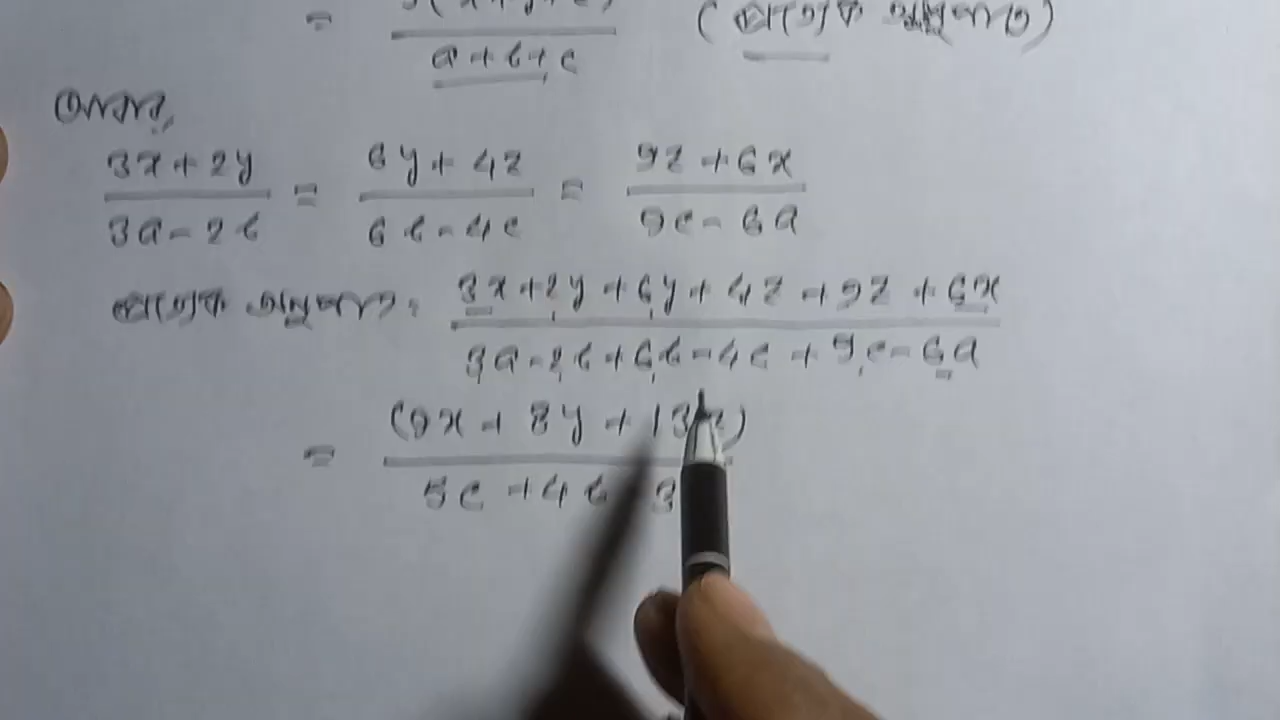 = 5(x+y+z) / a+b+c (যোগ অনুপাত)
আবার,
3x+2y / 3a-2b = 6y+4z / 6b-4c = 9z+6x / 9c-6a
3x+2y+6y+4z+9z+6x / 3a-2b+6b-4c+9c-6a
= (9x+8y+13z) / 5c+4b 3